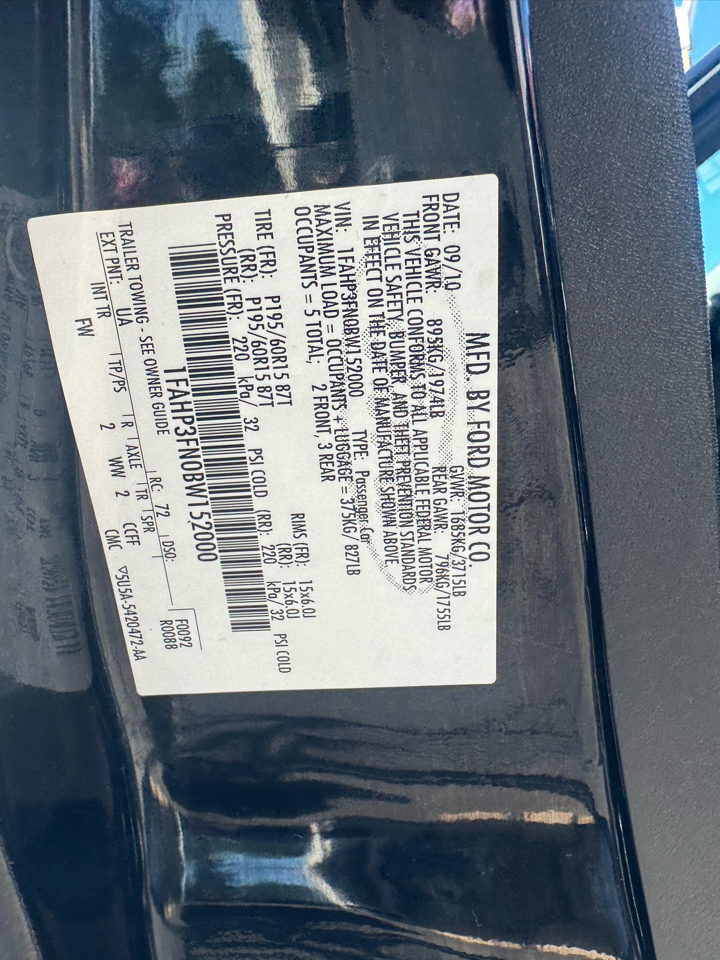 MFD. BY FORD MOTOR CO.
DATE: 09/10 GVWR: 1685KG/3715LB
FRONT GAWR: 895KG/1974LB REAR GAWR: 796KG/1755LB
THIS VEHICLE CONFORMS TO ALL APPLICABLE FEDERAL MOTOR
VEHICLE SAFETY, BUMPER, AND THEFT PREVENTION STANDARDS
IN EFFECT ON THE DATE OF MANUFACTURE SHOWN ABOVE.
VIN: 1FAHP3FN0BW152000 TYPE: Passenger Car
MAXIMUM LOAD = OCCUPANTS + LUGGAGE = 375KG/ 827LB
OCCUPANTS = 5 TOTAL; 2 FRONT, 3 REAR
TIRE (FR): P195/60R15 87T RIMS (FR): 15x6.0J
(RR): P195/60R15 87T (RR): 15x6.0J
PRESSURE (FR): 220 kPa/ 32 PSI COLD (RR): 220 kPa/ 32 PSI COLD
1FAHP3FN0BW152000
TRAILER TOWING - SEE OWNER GUIDE
F0092
R0088
EXT PNT: UA RC: 72 DSO:
INT TR TP/PS R AXLE TR SPR
FW 2 WW 2 CCFF
CMC ▽5U5A-5420472-AA